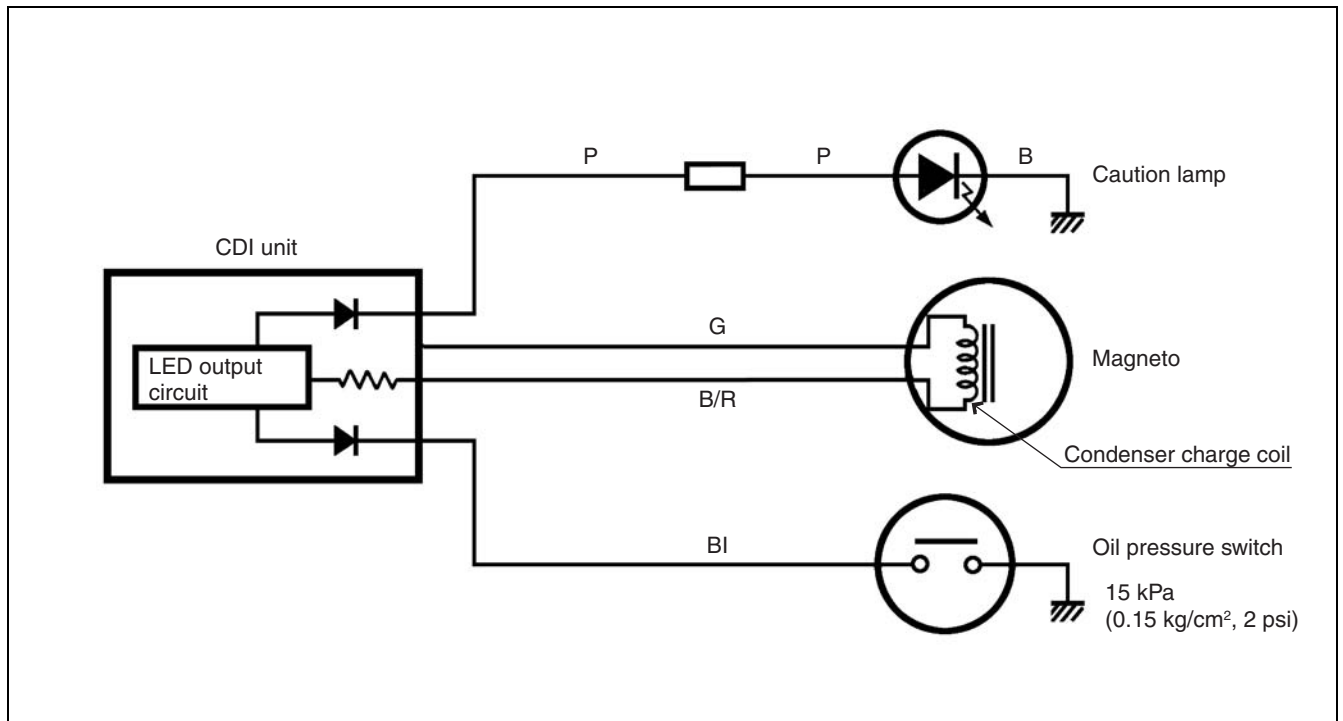 P
P
B
Caution lamp
CDI unit
G
LED output
circuit
Magneto
B/R
Condenser charge coil
BI
Oil pressure switch
15 kPa
(0.15 kg/cm², 2 psi)